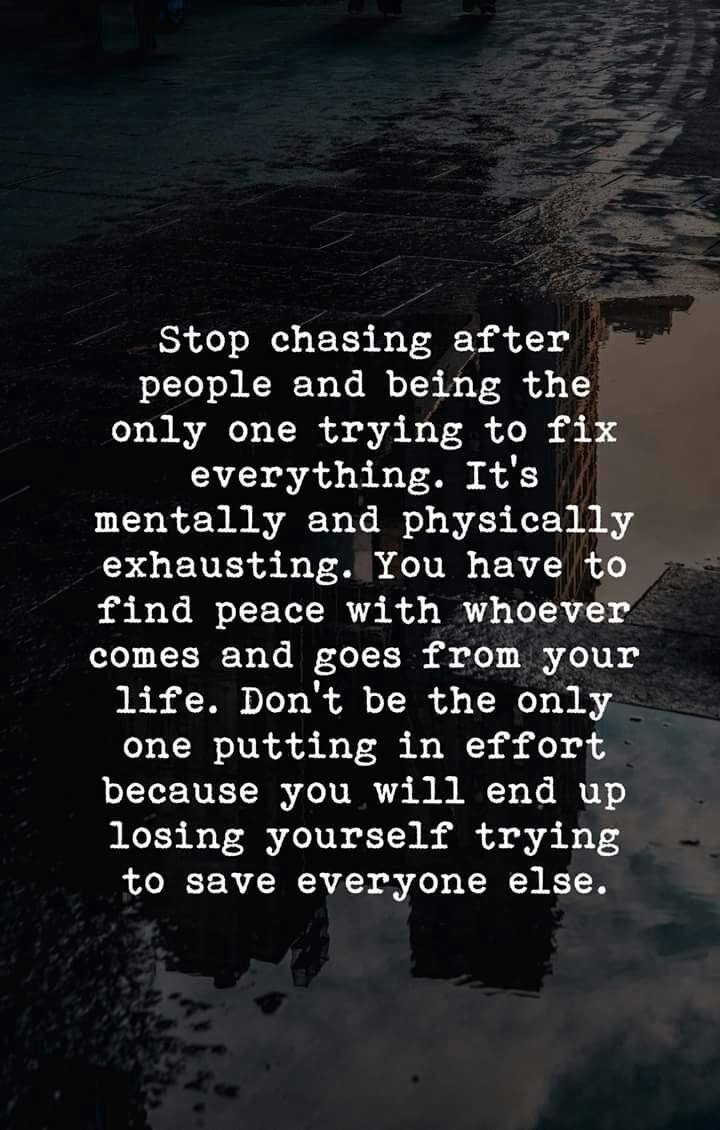 Stop chasing after
people and being the
only one trying to fix
everything. It's
mentally and physically
exhausting. You have to
find peace with whoever
comes and goes from your
life. Don't be the only
one putting in effort
because you will end up
losing yourself trying
to save everyone else.